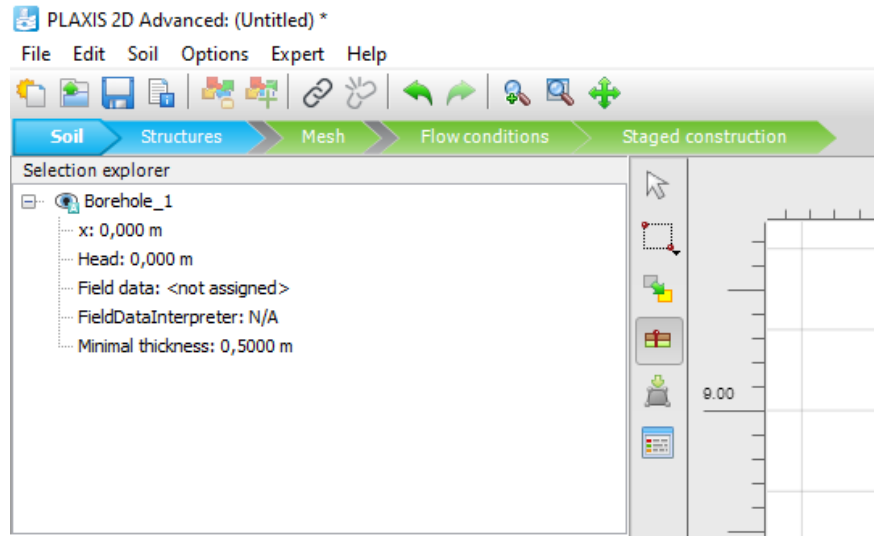 PLAXIS 2D Advanced: (Untitled) *
File Edit Soil Options Expert Help
Soil Structures Mesh Flow conditions Staged construction
Selection explorer
Borehole_1
x: 0,000 m
Head: 0,000 m
Field data: <not assigned>
FieldDataInterpreter: N/A
Minimal thickness: 0,5000 m
9.00